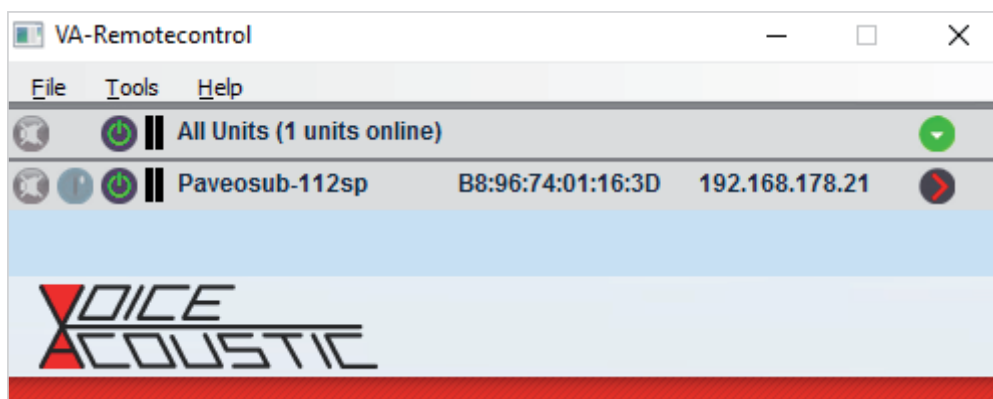 VA-Remotecontrol
File Tools Help
All Units (1 units online)
Paveosub-112sp B8:96:74:01:16:3D 192.168.178.21
VOICE
ACOUSTIC